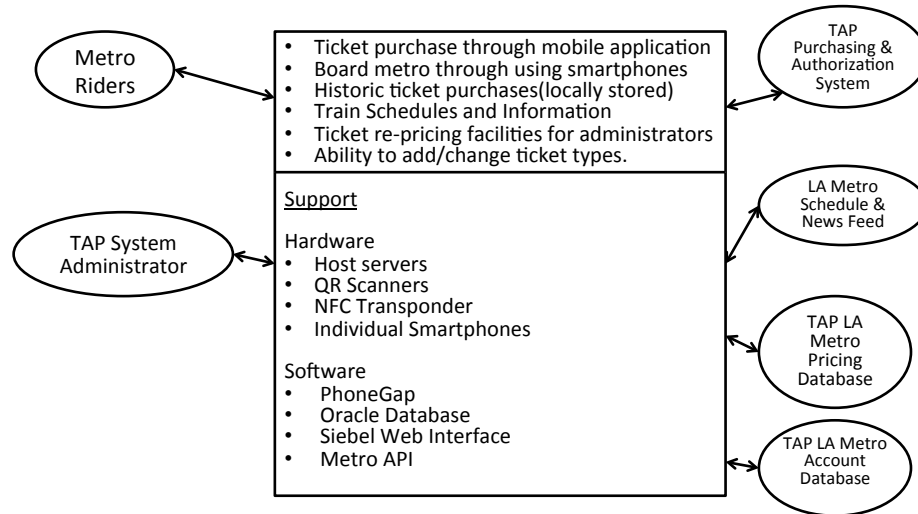 Metro
Riders
TAP System
Administrator
• Ticket purchase through mobile application
• Board metro through using smartphones
• Historic ticket purchases(locally stored)
• Train Schedules and Information
• Ticket re-pricing facilities for administrators
• Ability to add/change ticket types.
Support
Hardware
• Host servers
• QR Scanners
• NFC Transponder
• Individual Smartphones
Software
• PhoneGap
• Oracle Database
• Siebel Web Interface
• Metro API
TAP
Purchasing &
Authorization
System
LA Metro
Schedule &
News Feed
TAP LA
Metro
Pricing
Database
TAP LA Metro
Account
Database